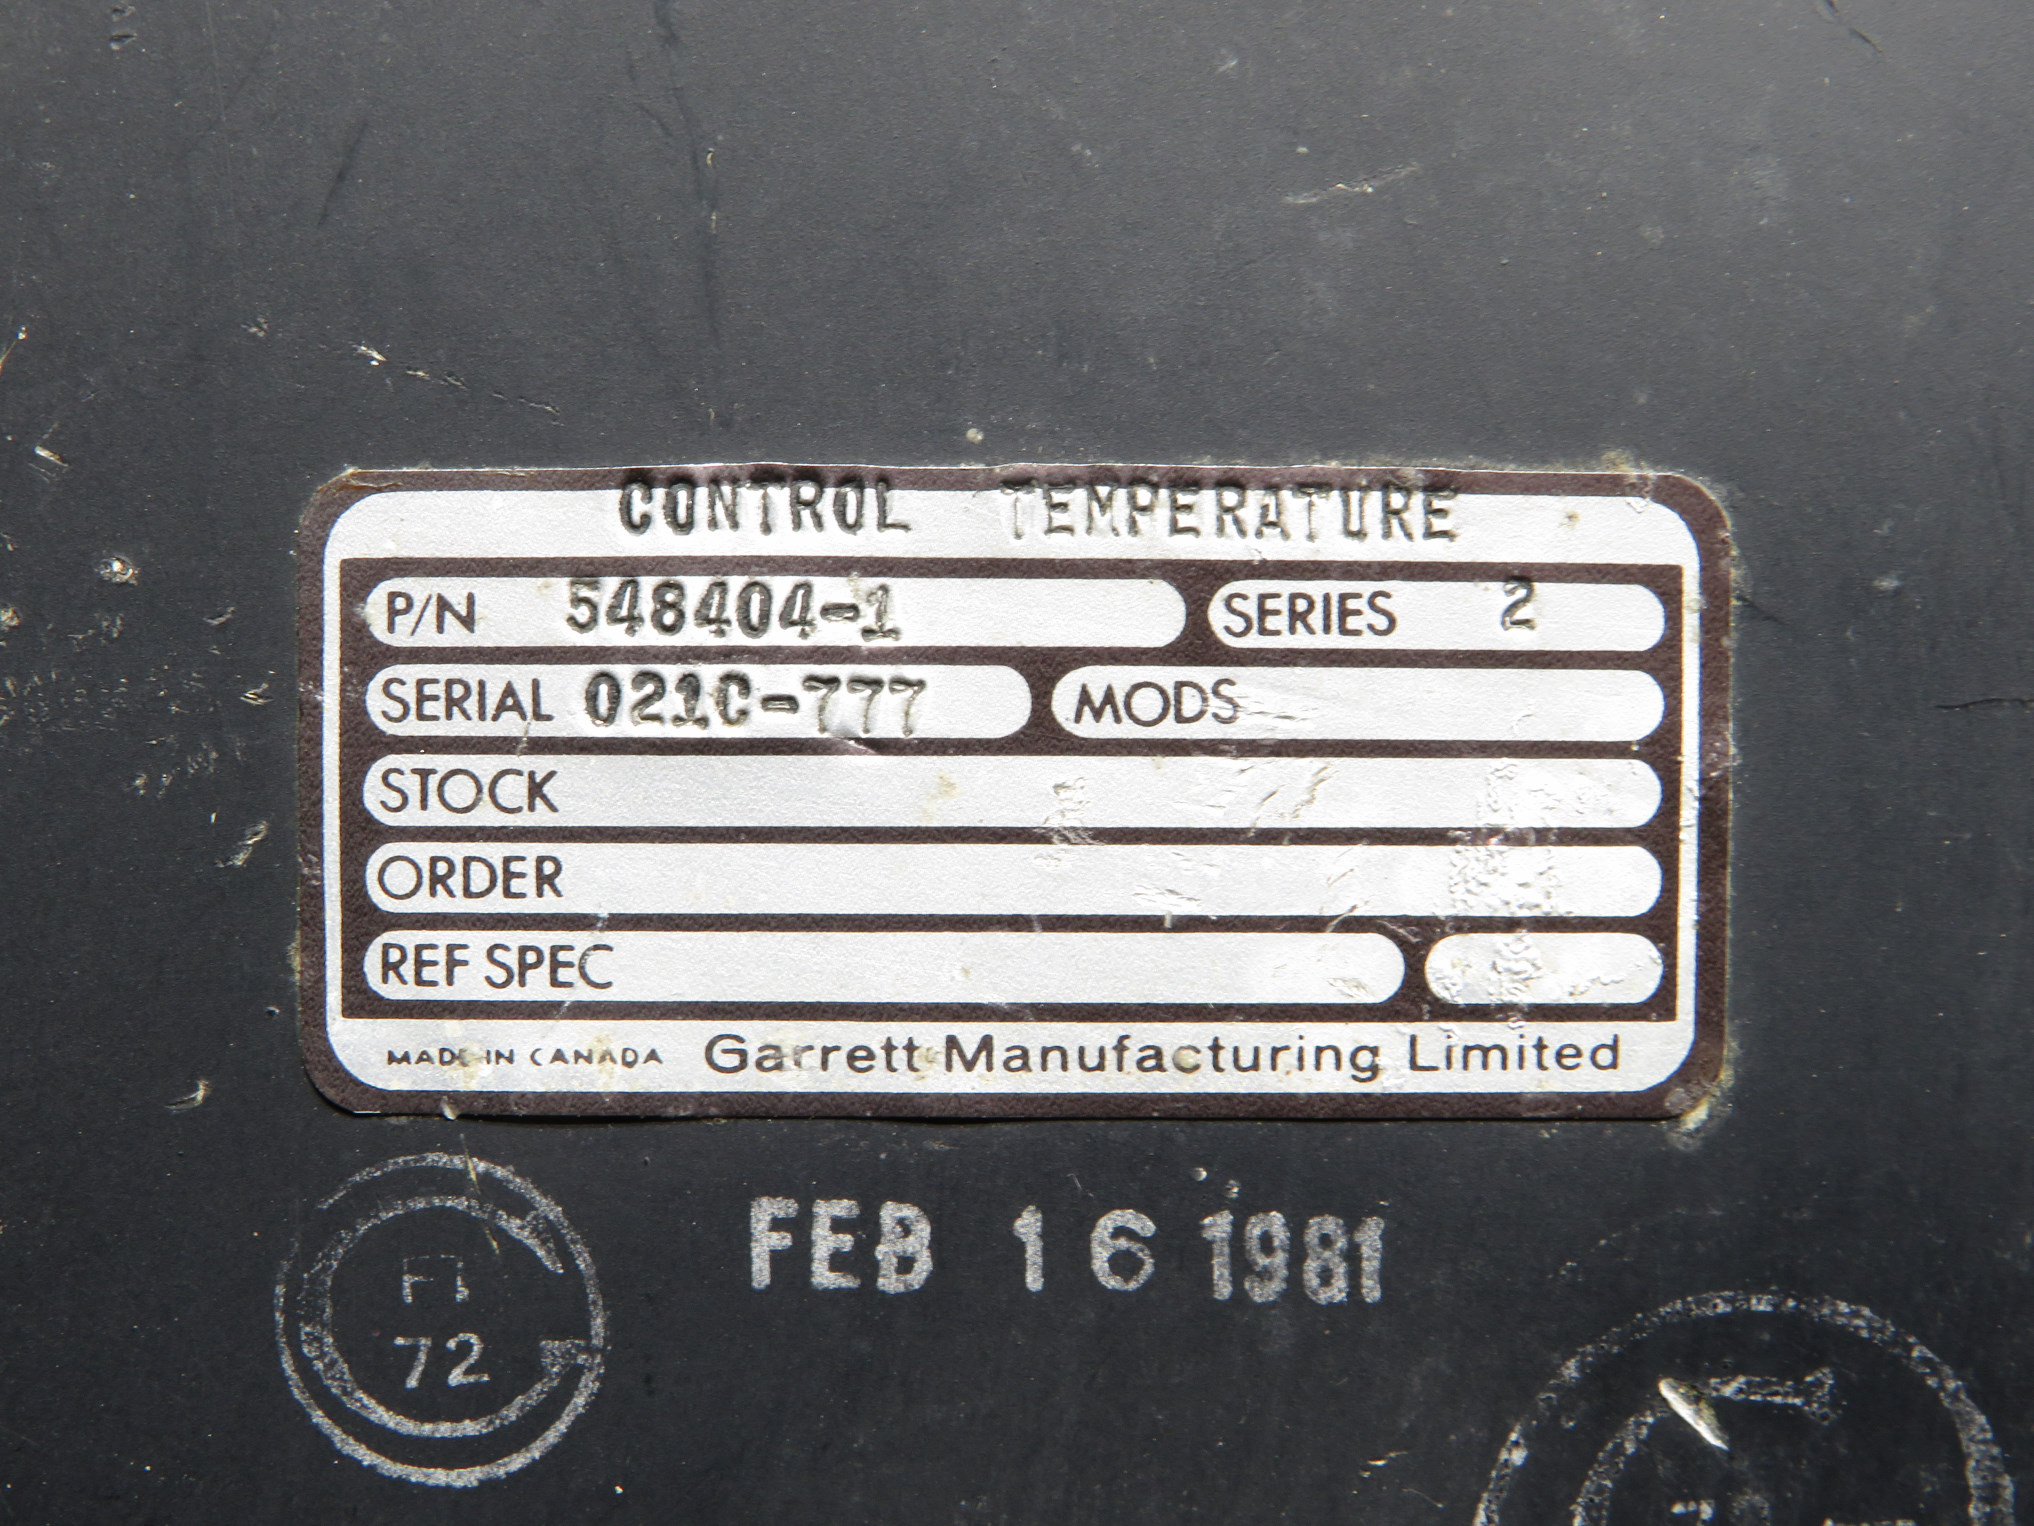 CONTROL TEMPERATURE
P/N 548404-1 SERIES 2
SERIAL 021C-777 MODS
STOCK
ORDER
REF SPEC
MADE IN CANADA Garrett Manufacturing Limited
FEB 16 1981
72